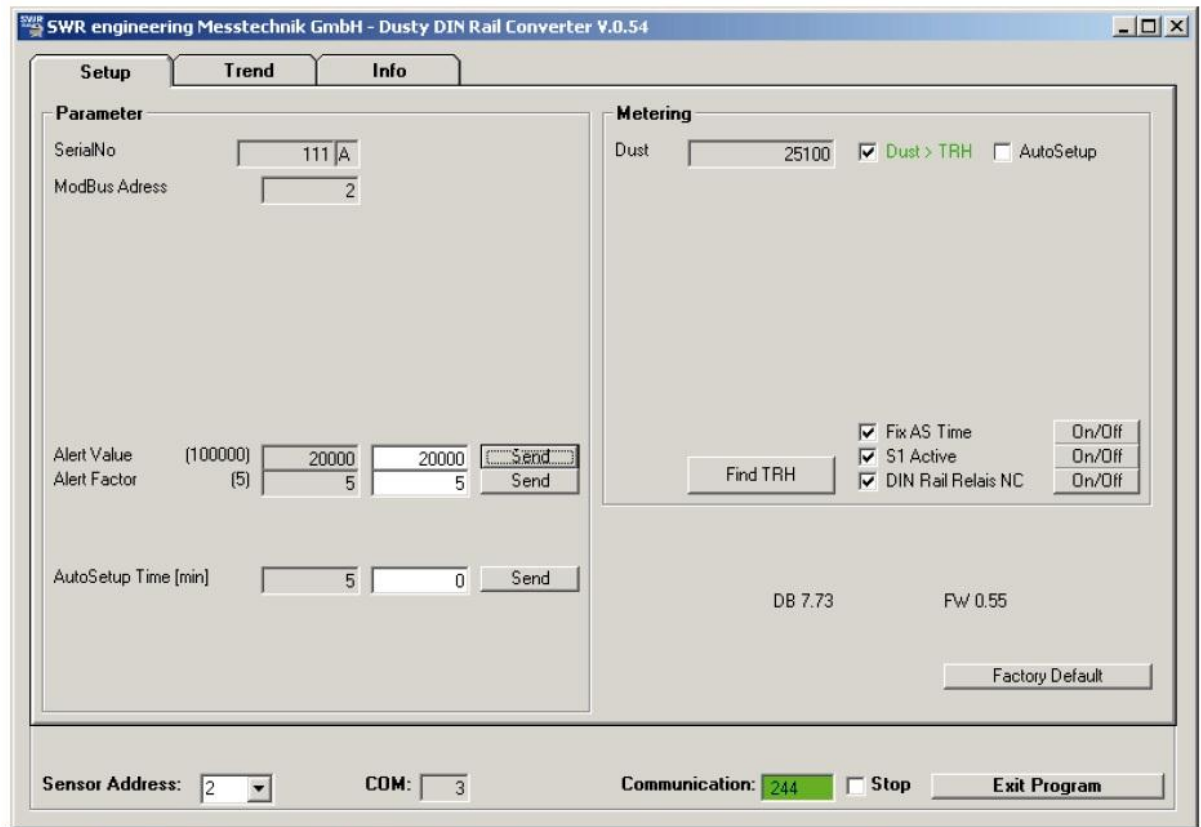 SWR engineering Messtechnik GmbH - Dusty DIN Rail Converter V.0.54
Setup Trend Info
Parameter
SerialNo 111 A
ModBus Adress 2
Alert Value (100000) 20000 20000 Send
Alert Factor (5) 5 5 Send
AutoSetup Time [min] 5 0 Send
Metering
Dust 25100 Dust > TRH AutoSetup
Fix AS Time On/Off
S1 Active On/Off
Find TRH
DIN Rail Relais NC On/Off
DB 7.73 FW 0.55
Factory Default
Sensor Address: 2 COM: 3 Communication: 244 Stop Exit Program